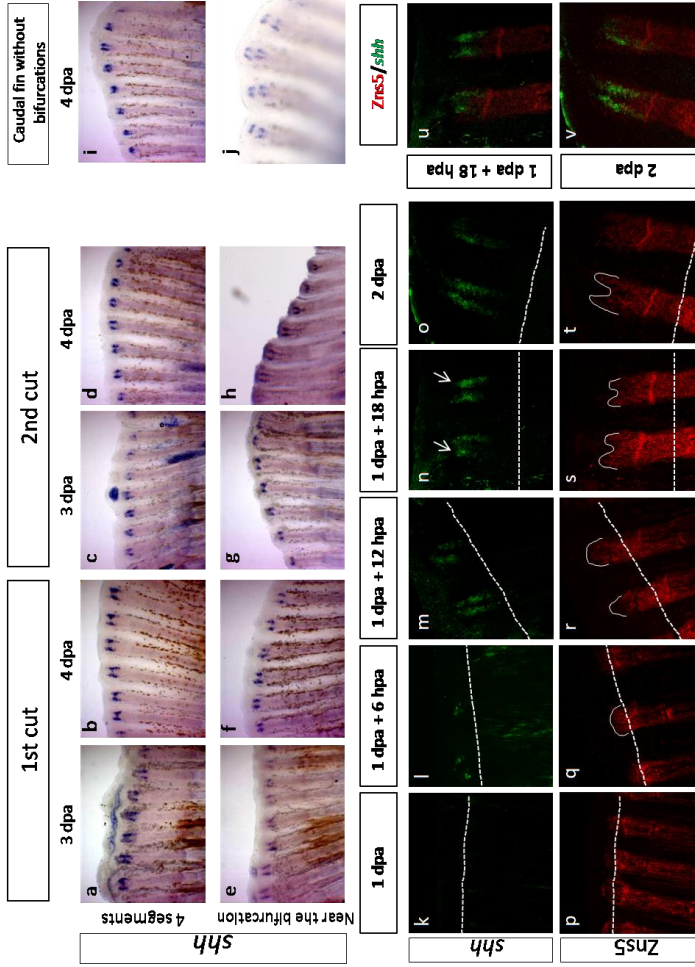 1st cut
2nd cut
Caudal fin without bifurcations
3 dpa
4 dpa
3 dpa
4 dpa
4 dpa
shh
4 segments
a
b
c
d
i
Near the bifurcation
e
f
g
h
j
1 dpa
1 dpa + 6 hpa
1 dpa + 12 hpa
1 dpa + 18 hpa
2 dpa
Zns5/shh
shh
k
l
m
n
o
1 dpa + 18 hpa
u
Zns5
p
q
r
s
t
2 dpa
v